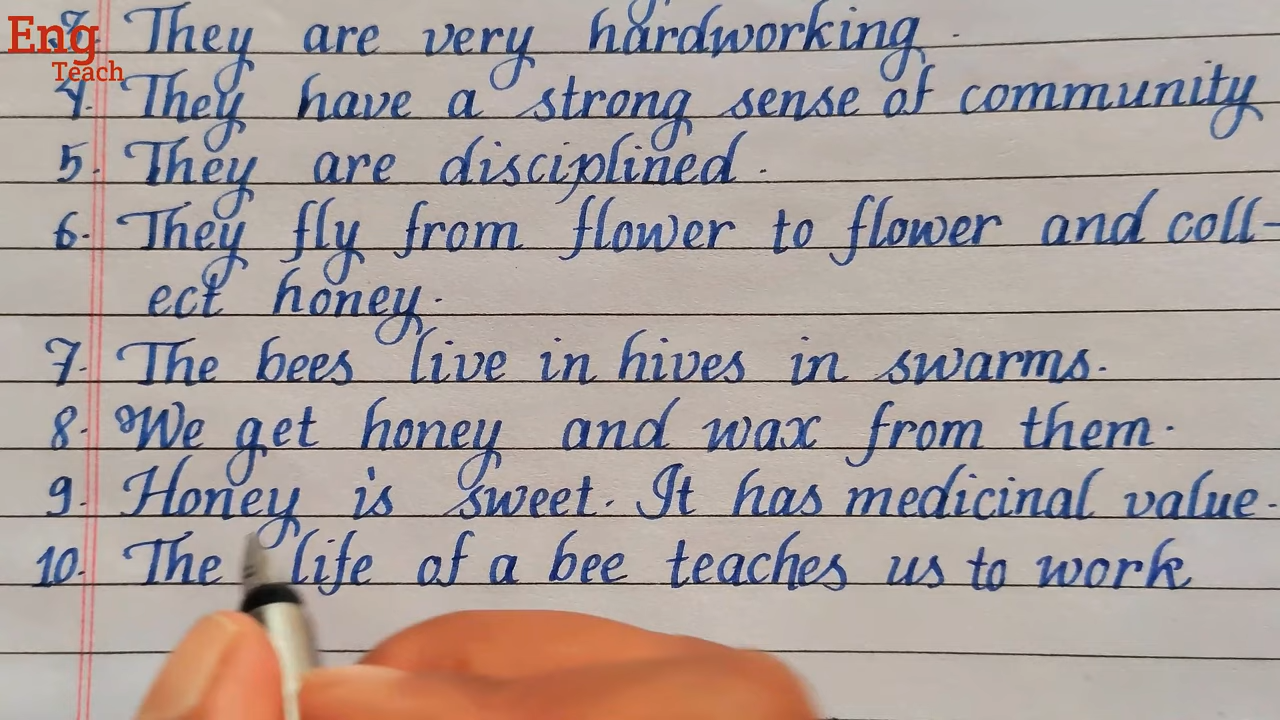 Eng
Teach
3. They are very hardworking.
4. They have a strong sense of community
5. They are disciplined.
6. They fly from flower to flower and coll-
ect honey.
7. The bees live in hives in swarms.
8. We get honey and wax from them.
9. Honey is sweet. It has medicinal value.
10. The life of a bee teaches us to work